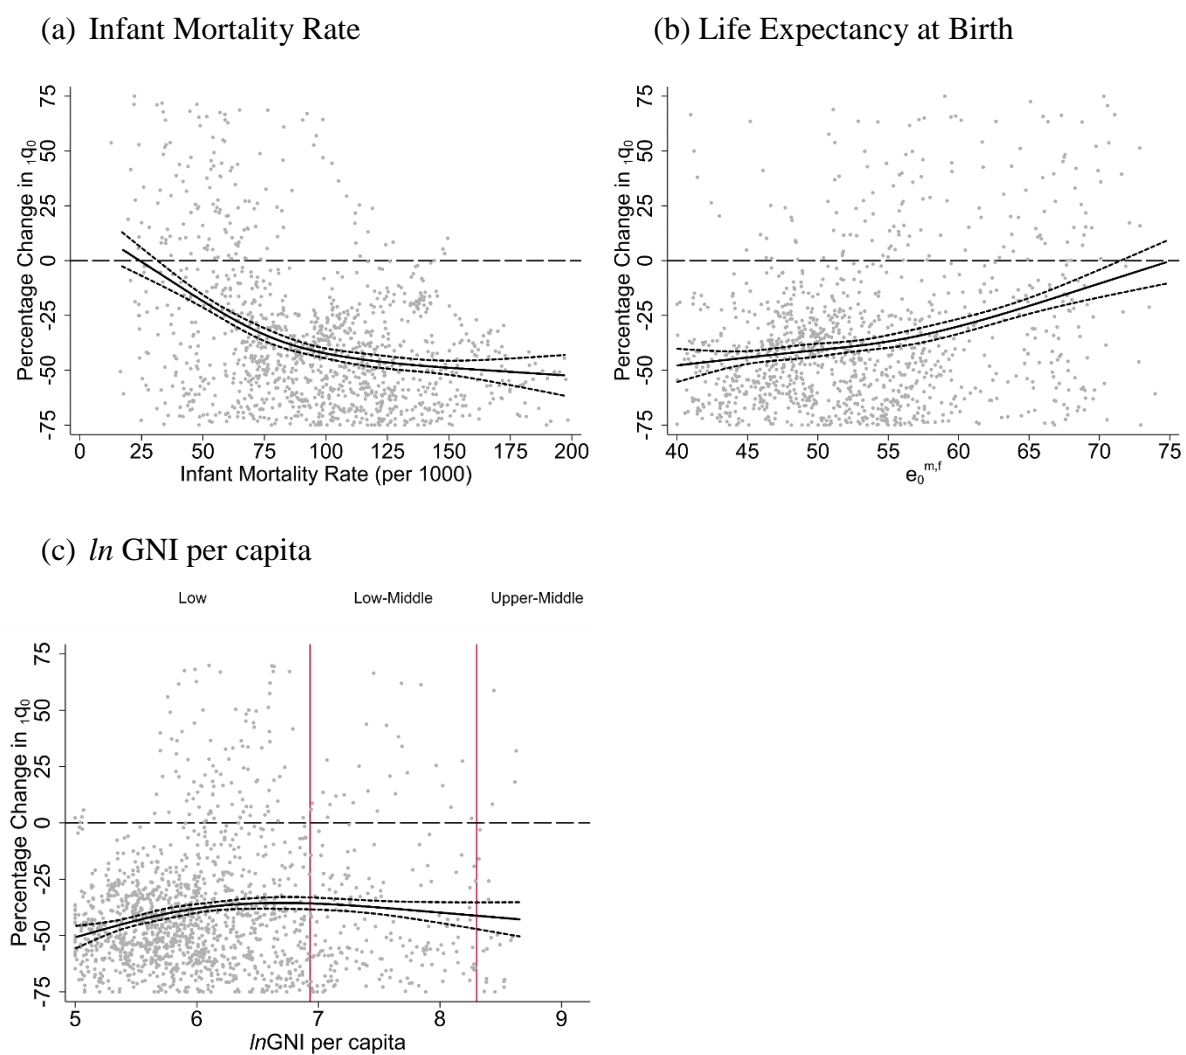 (a) Infant Mortality Rate
75
50
25
0
-25
-50
-75
Percentage Change in ₁q₀
0 25 50 75 100 125 150 175 200
Infant Mortality Rate (per 1000)
(b) Life Expectancy at Birth
75
50
25
0
-25
-50
-75
Percentage Change in ₁q₀
40 45 50 55 60 65 70 75
e₀ᵐ,ᶠ
(c) ln GNI per capita
Low Low-Middle Upper-Middle
75
50
25
0
-25
-50
-75
Percentage Change in ₁q₀
5 6 7 8 9
lnGNI per capita